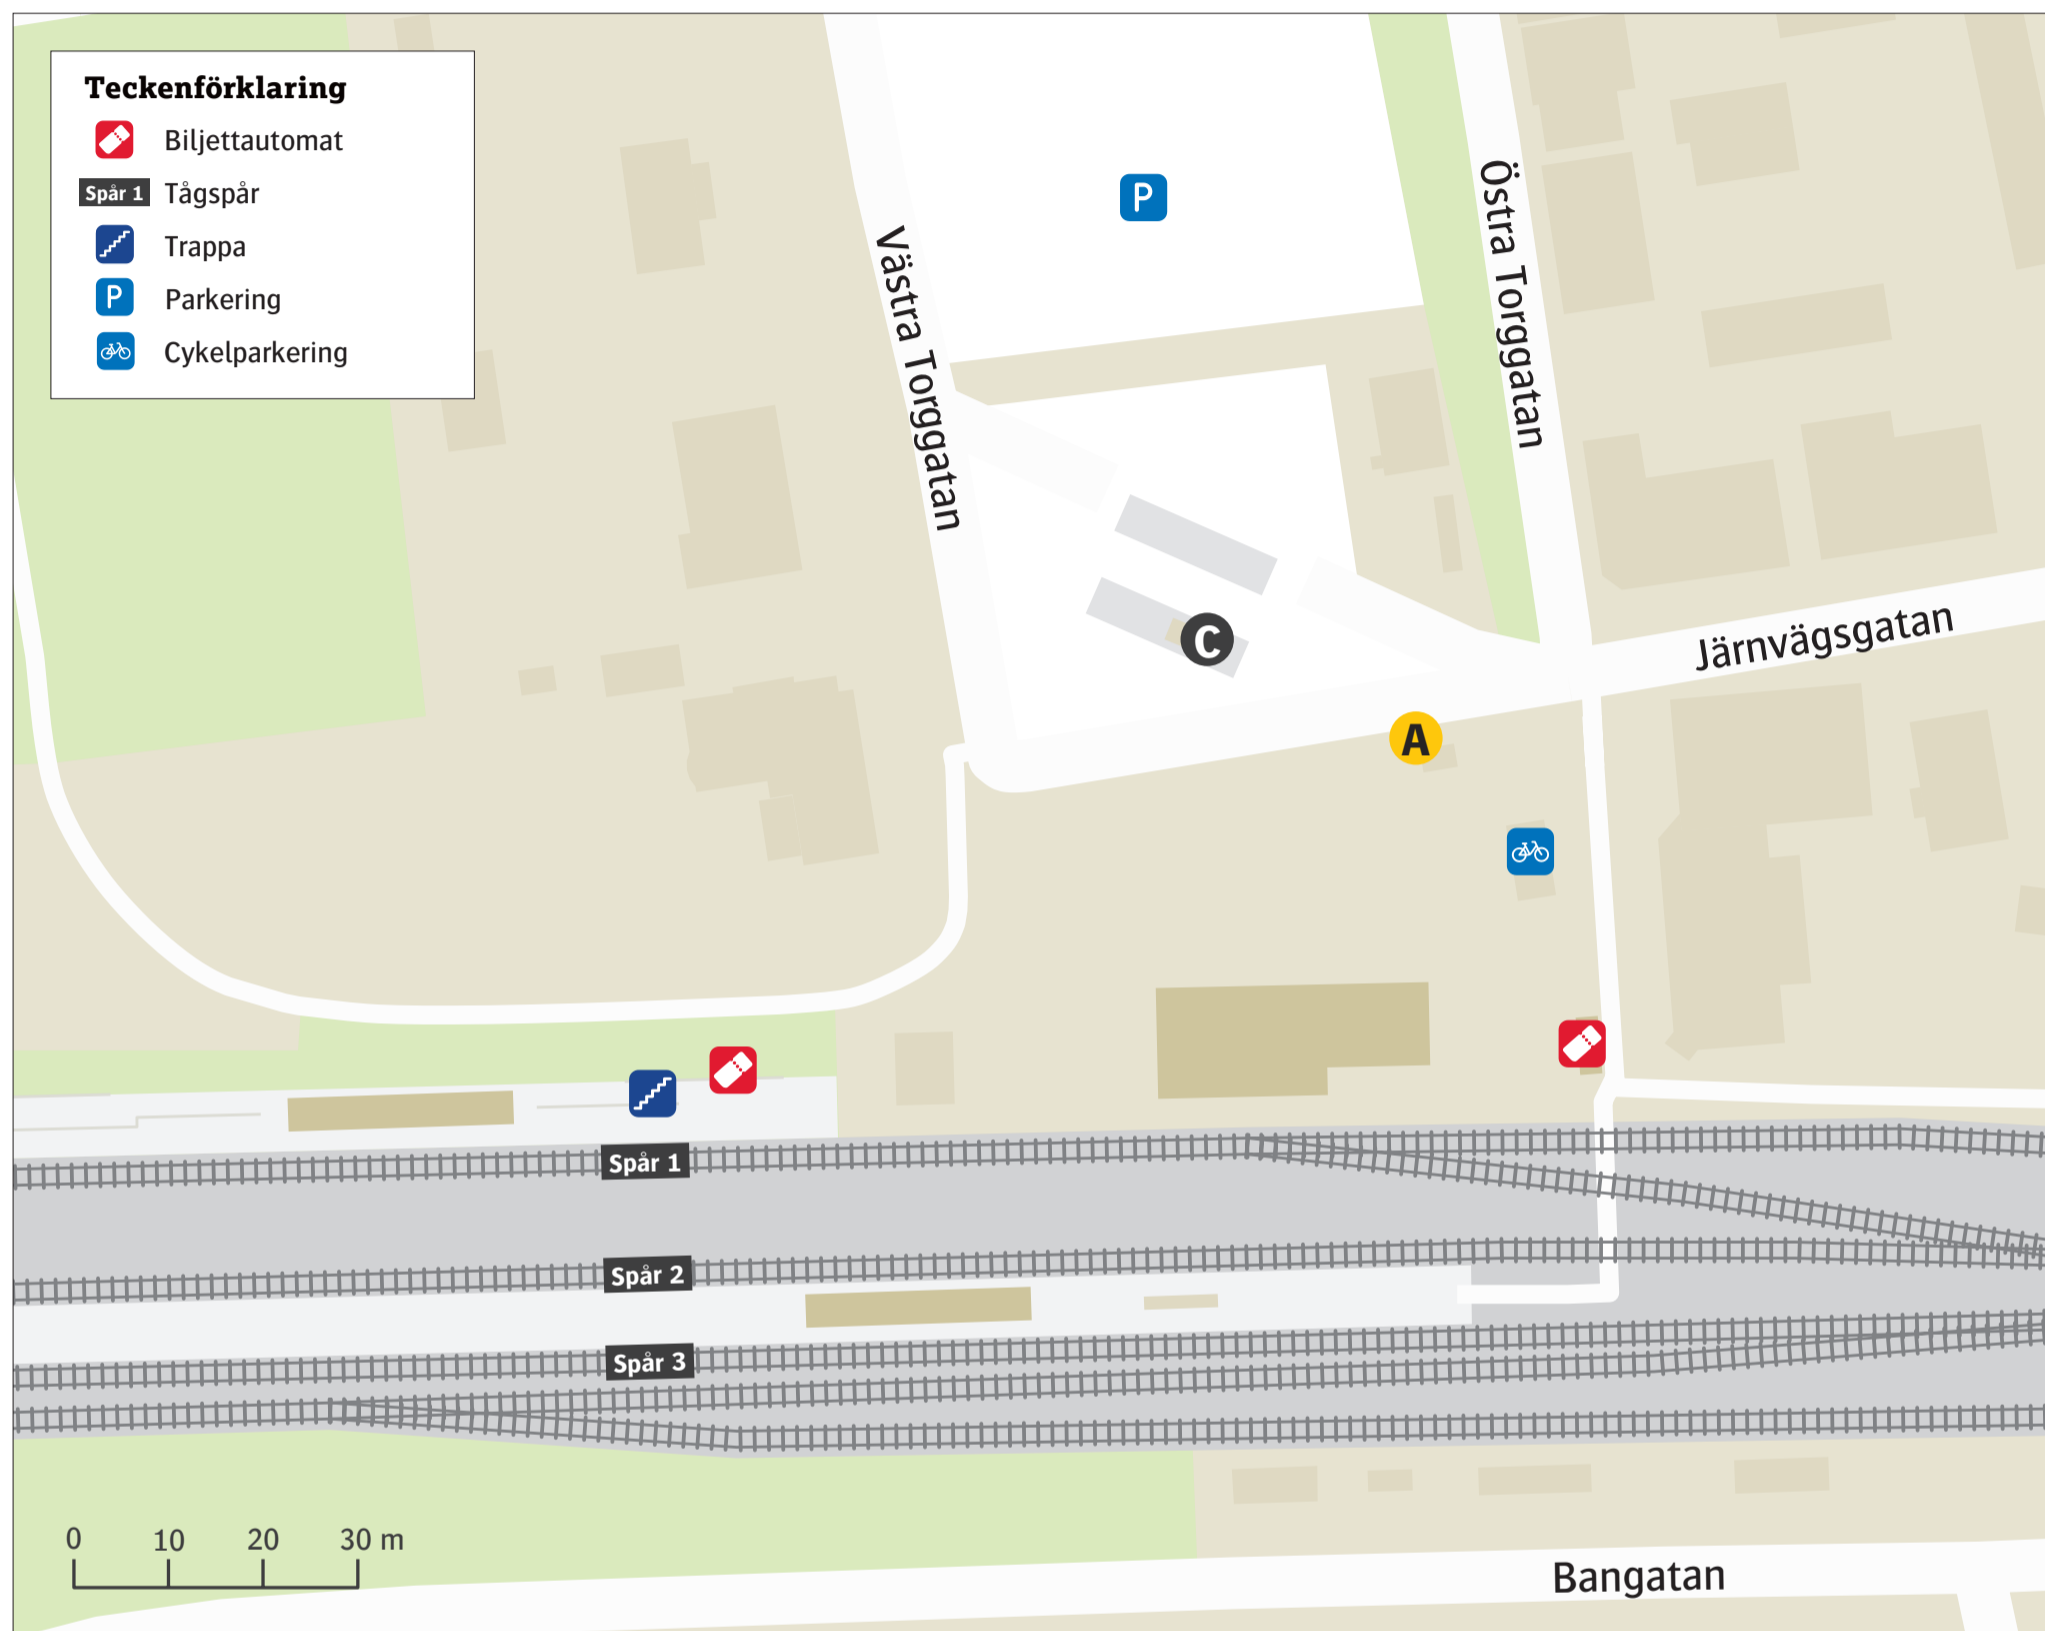 Teckenförklaring
Biljettautomat
Spår 1 Tågspår
Trappa
P Parkering
Cykelparkering
P
Västra Torggatan
Östra Torggatan
Järnvägsgatan
C
A
Spår 1
Spår 2
Spår 3
0 10 20 30 m
Bangatan